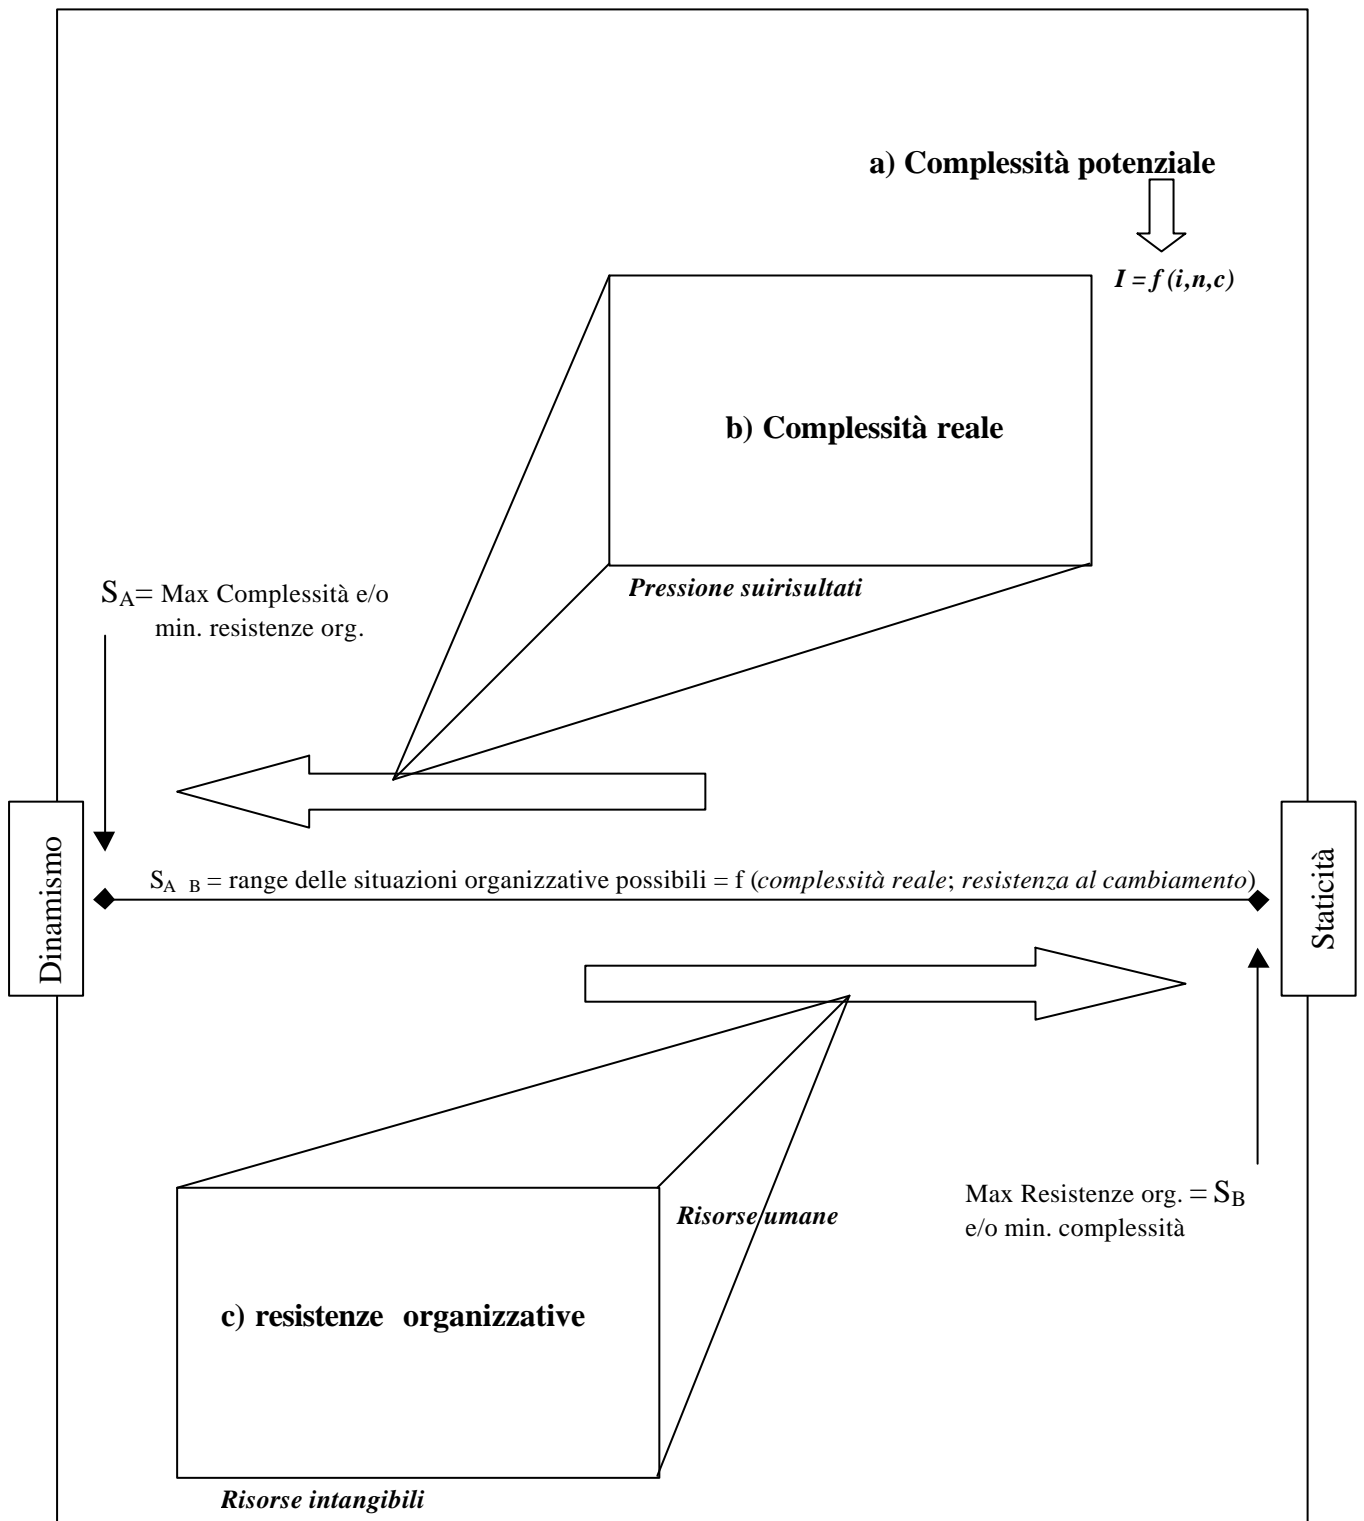 a) Complessità potenziale
I = f (i,n,c)
b) Complessità reale
Pressione suirisultati
SA= Max Complessità e/o
min. resistenze org.
Dinamismo
SA B = range delle situazioni organizzative possibili = f (complessità reale; resistenza al cambiamento)
Staticità
Max Resistenze org. = SB
e/o min. complessità
Risorse umane
c) resistenze organizzative
Risorse intangibili